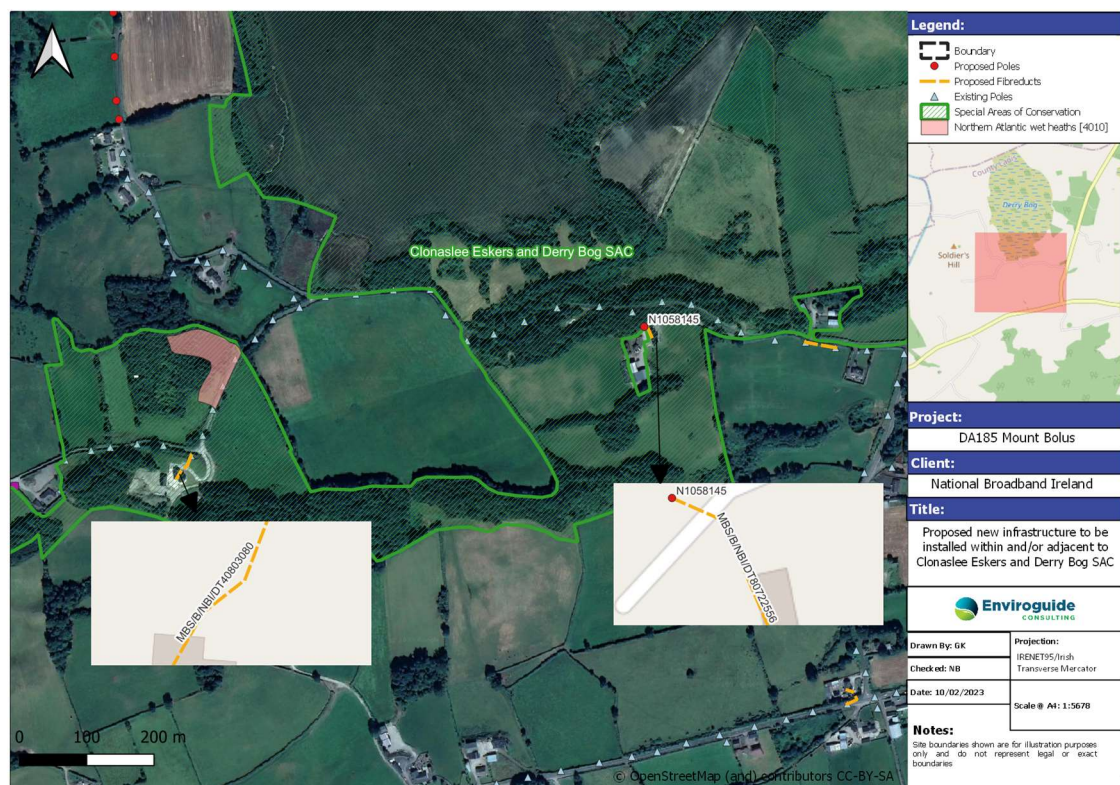 Clonaslee Eskers and Derry Bog SAC
N1058145
N1058145
MBS/B/NBI/DT80722556
MBS/B/NBI/DT40803080
0 100 200 m
© OpenStreetMap (and) contributors CC-BY-SA
Legend:
Boundary
Proposed Poles
Proposed Fibreducts
Existing Poles
Special Areas of Conservation
Northern Atlantic wet heaths [4010]
Derry Bog
Soldier's
Hill
Project:
DA185 Mount Bolus
Client:
National Broadband Ireland
Title:
Proposed new infrastructure to be
installed within and/or adjacent to
Clonaslee Eskers and Derry Bog SAC
Enviroguide
CONSULTING
Drawn By: GK
Checked: NB
Date: 10/02/2023
Projection:
IRENET95/Irish
Transverse Mercator
Scale @ A4: 1:5678
Notes:
Site boundaries shown are for illustration purposes
only and do not represent legal or exact
boundaries